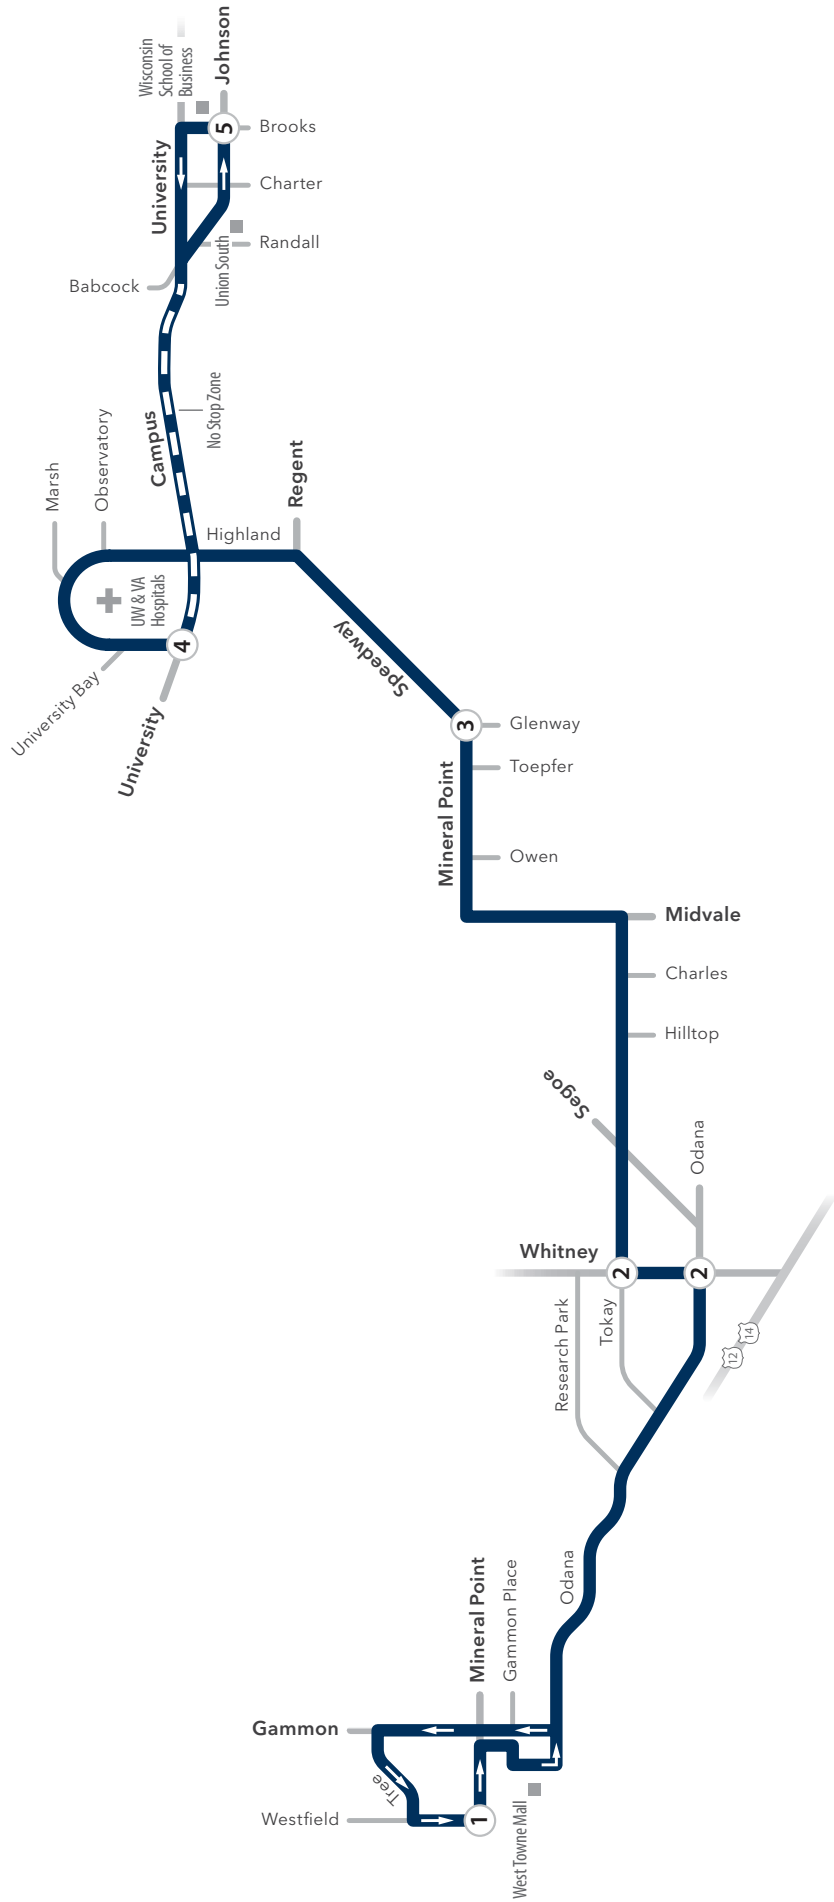 Wisconsin
School of
Business
Johnson
5
Brooks
University
Charter
Union South
Randall
Babcock
No Stop Zone
Campus
Marsh
Observatory
Regent
Highland
UW & VA
Hospitals
4
University Bay
University
Speedway
3
Glenway
Toepfer
Mineral Point
Owen
Midvale
Charles
Hilltop
Segoe
Odana
Whitney
2
2
Research Park
Tokay
14
12
Odana
Mineral Point
Gammon Place
Gammon
Tree
Westfield
1
West Towne Mall